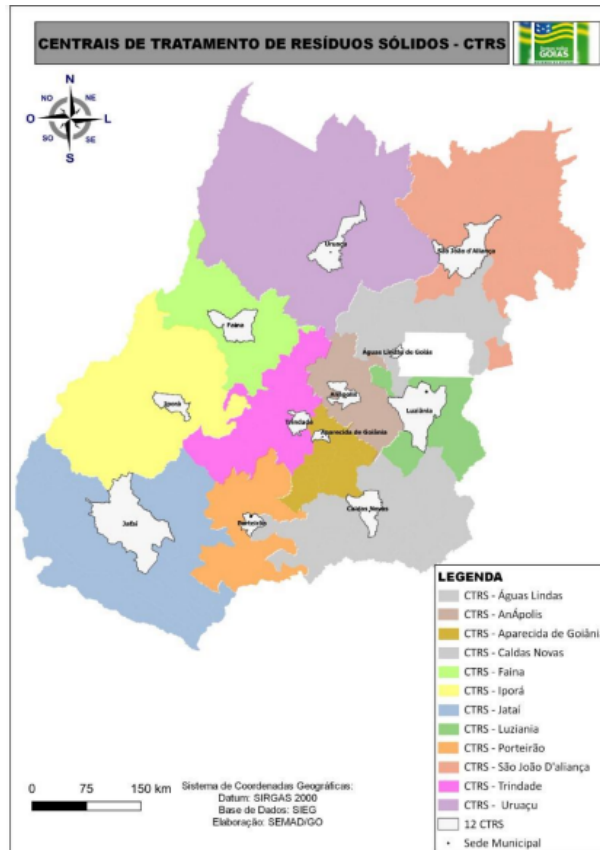 CENTRAIS DE TRATAMENTO DE RESÍDUOS SÓLIDOS - CTRS
GOIÁS
N
NO
NE
O
L
SO
SE
S
Uruaçu
São João d'Aliança
Faina
Águas Lindas de Goiás
Iporá
Anápolis
Luziânia
Trindade
Aparecida de Goiânia
Jataí
Porteirão
Caldas Novas
LEGENDA
CTRS - Águas Lindas
CTRS - AnÁpolis
CTRS - Aparecida de Goiâni
CTRS - Caldas Novas
CTRS - Faina
CTRS - Iporá
CTRS - Jataí
CTRS - Luziania
CTRS - Porteirão
CTRS - São João D'aliança
CTRS - Trindade
CTRS - Uruaçu
12 CTRS
Sede Municipal
0 75 150 km
Sistema de Coordenadas Geográficas:
Datum: SIRGAS 2000
Base de Dados: SIEG
Elaboração: SEMAD/GO